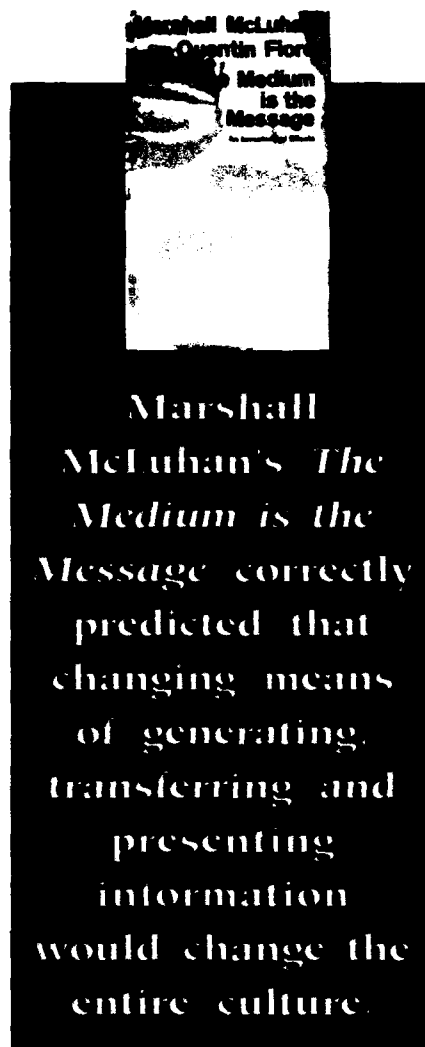 Marshall McLuhan
Quentin Fiore
Medium
is the
Message
Marshall
McLuhan's The
Medium is the
Message correctly
predicted that
changing means
of generating,
transferring and
presenting
information
would change the
entire culture.